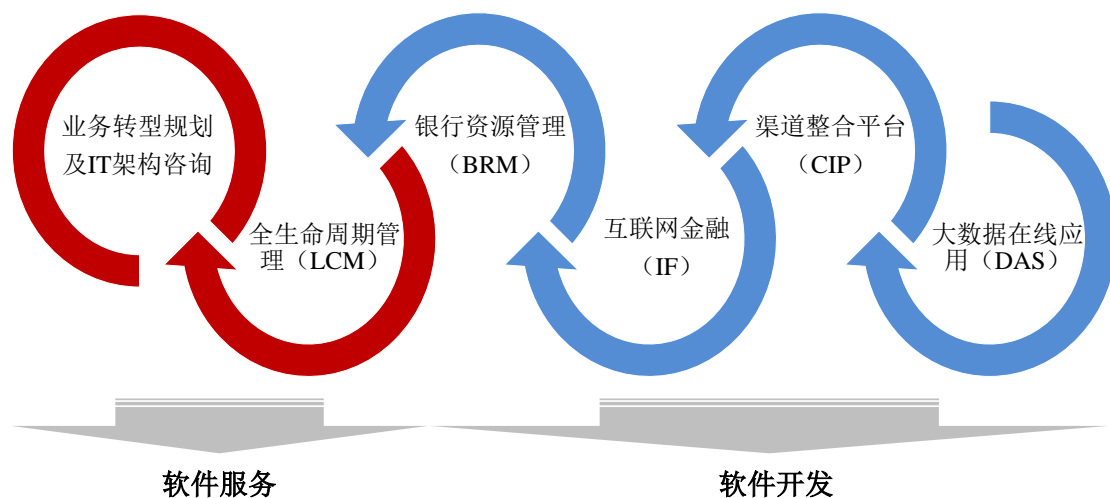 业务转型规划
及IT架构咨询
全生命周期管
理（LCM）
银行资源管理
（BRM）
互联网金融
（IF）
渠道整合平台
（CIP）
大数据在线应
用（DAS）
软件服务
软件开发